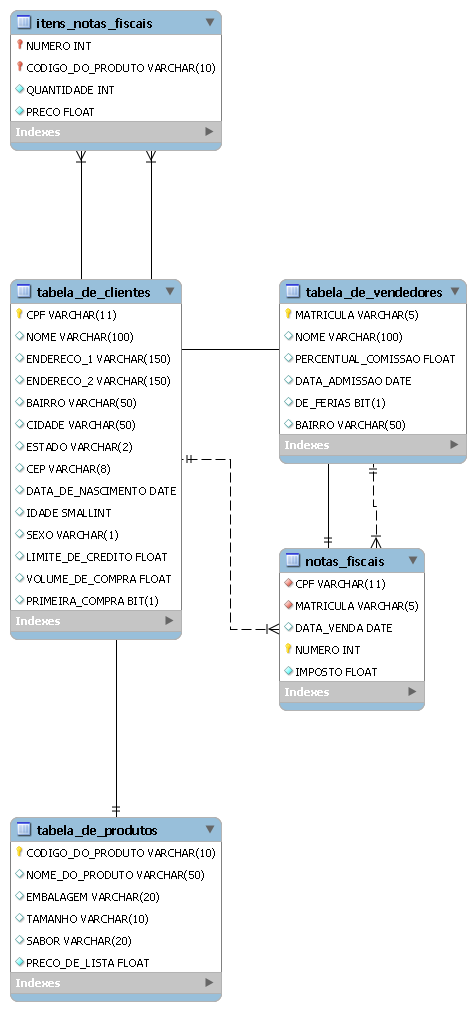 itens_notas_fiscais
NUMERO INT
CODIGO_DO_PRODUTO VARCHAR(10)
QUANTIDADE INT
PRECO FLOAT
Indexes
tabela_de_clientes
CPF VARCHAR(11)
NOME VARCHAR(100)
ENDERECO_1 VARCHAR(150)
ENDERECO_2 VARCHAR(150)
BAIRRO VARCHAR(50)
CIDADE VARCHAR(50)
ESTADO VARCHAR(2)
CEP VARCHAR(8)
DATA_DE_NASCIMENTO DATE
IDADE SMALLINT
SEXO VARCHAR(1)
LIMITE_DE_CREDITO FLOAT
VOLUME_DE_COMPRA FLOAT
PRIMEIRA_COMPRA BIT(1)
Indexes
tabela_de_vendedores
MATRICULA VARCHAR(5)
NOME VARCHAR(100)
PERCENTUAL_COMISSAO FLOAT
DATA_ADMISSAO DATE
DE_FERIAS BIT(1)
BAIRRO VARCHAR(50)
Indexes
notas_fiscais
CPF VARCHAR(11)
MATRICULA VARCHAR(5)
DATA_VENDA DATE
NUMERO INT
IMPOSTO FLOAT
Indexes
tabela_de_produtos
CODIGO_DO_PRODUTO VARCHAR(10)
NOME_DO_PRODUTO VARCHAR(50)
EMBALAGEM VARCHAR(20)
TAMANHO VARCHAR(10)
SABOR VARCHAR(20)
PRECO_DE_LISTA FLOAT
Indexes